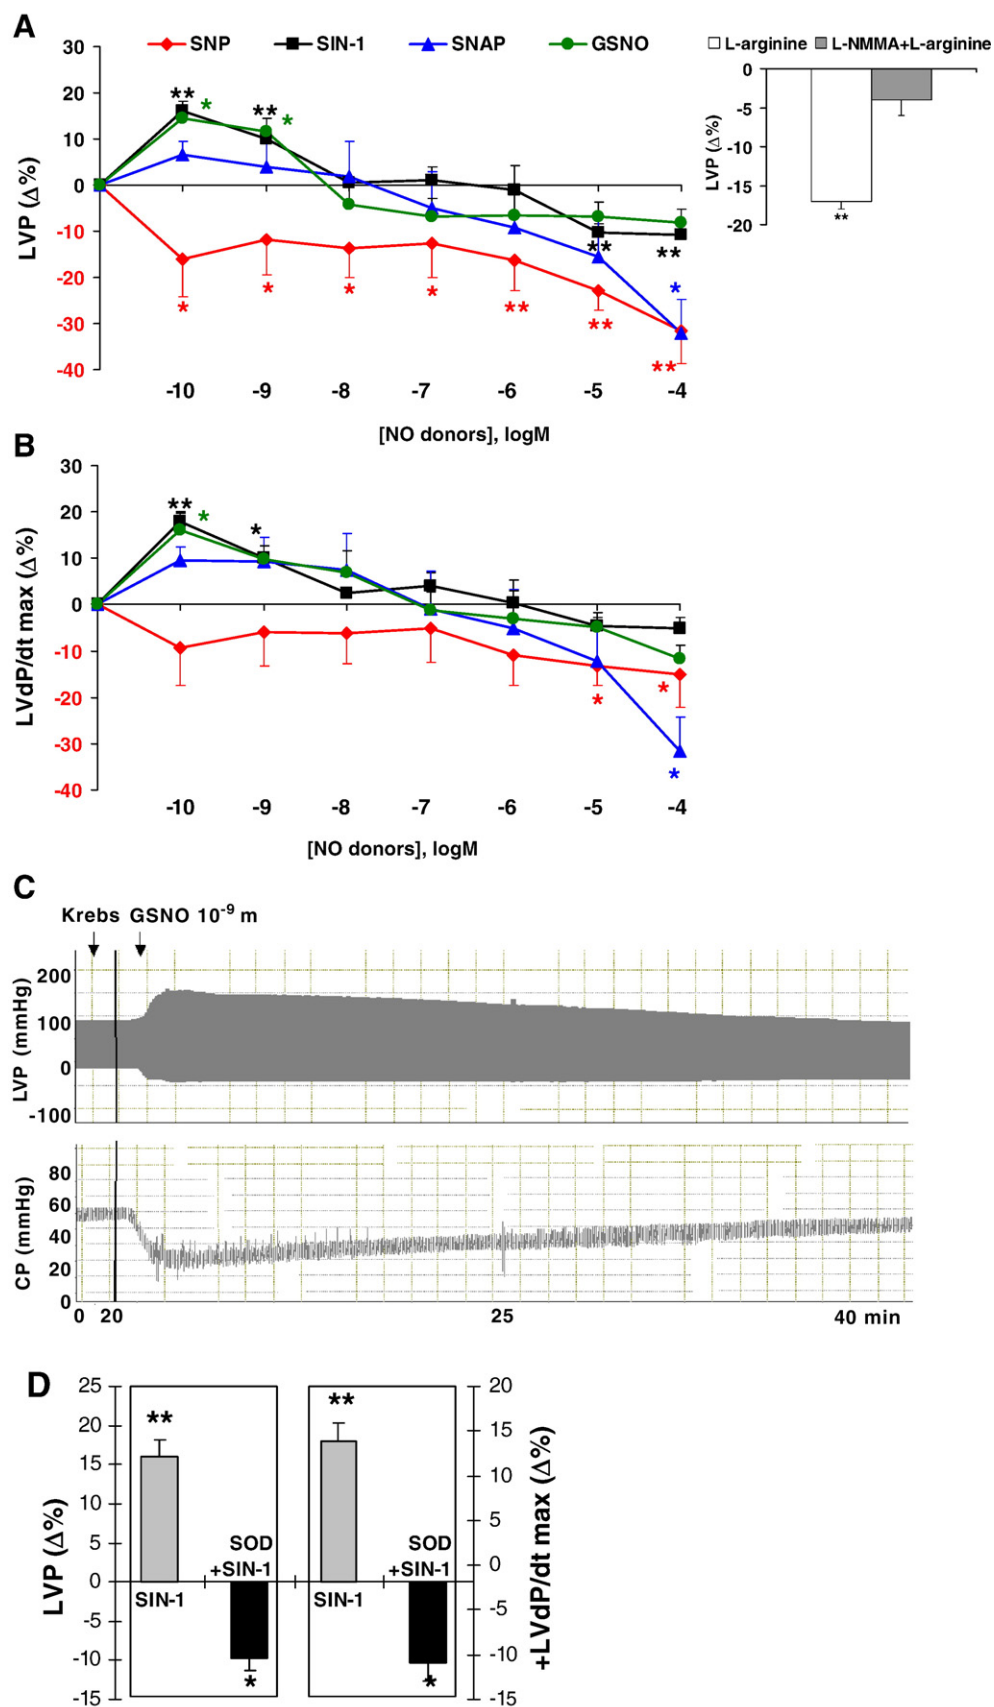 A
SNP SIN-1 SNAP GSNO
30
20
10
0
-10
-20
-30
-40
LVP (Δ%)
** * ** *
* * * * ** ** **
** ** *
-10 -9 -8 -7 -6 -5 -4
[NO donors], logM
L-arginine L-NMMA+L-arginine
0
-5
-10
-15
-20
LVP (Δ%)
**
B
30
20
10
0
-10
-20
-30
-40
LVdP/dt max (Δ%)
** * *
* * *
-10 -9 -8 -7 -6 -5 -4
[NO donors], logM
C
Krebs GSNO 10⁻⁹ m
200
100
0
-100
LVP (mmHg)
80
60
40
20
0
CP (mmHg)
0 20 25 40 min
D
25
20
15
10
5
0
-5
-10
-15
LVP (Δ%)
**
SIN-1
SOD
+SIN-1
*
**
SIN-1
SOD
+SIN-1
*
20
15
10
5
0
-5
-10
-15
+LVdP/dt max (Δ%)